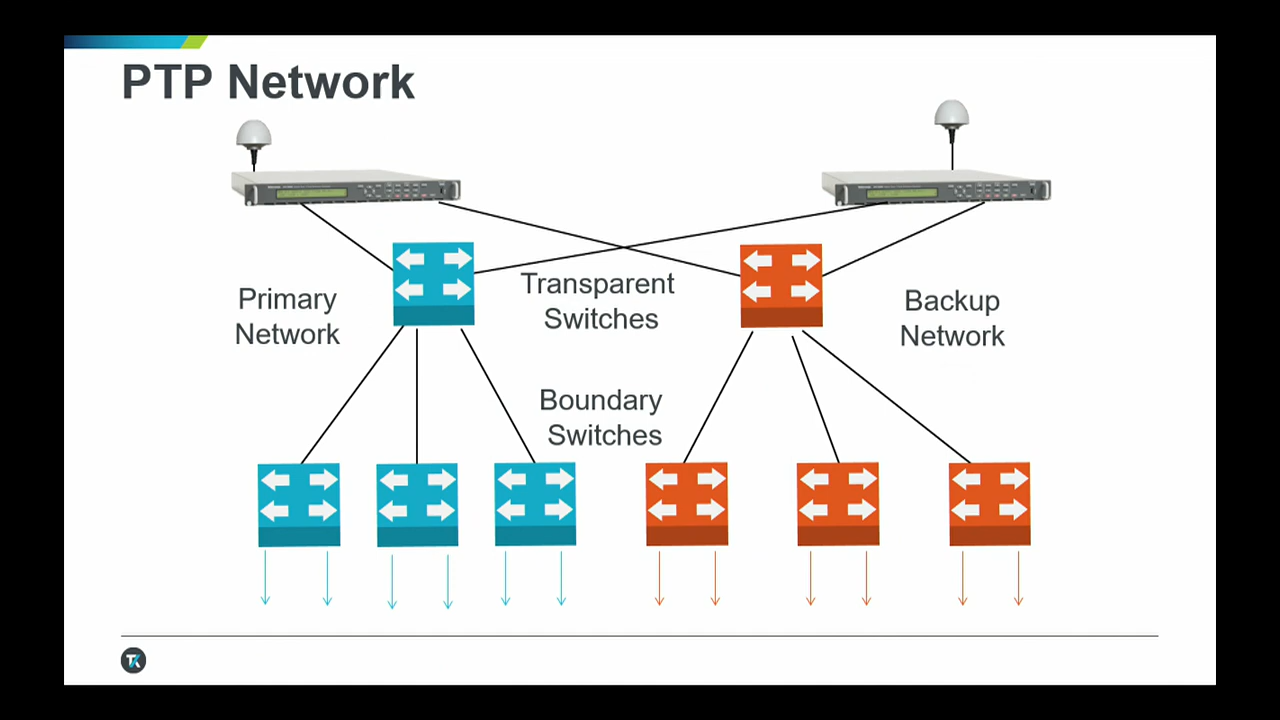 PTP Network
Transparent
Switches
Primary
Network
Backup
Network
Boundary
Switches